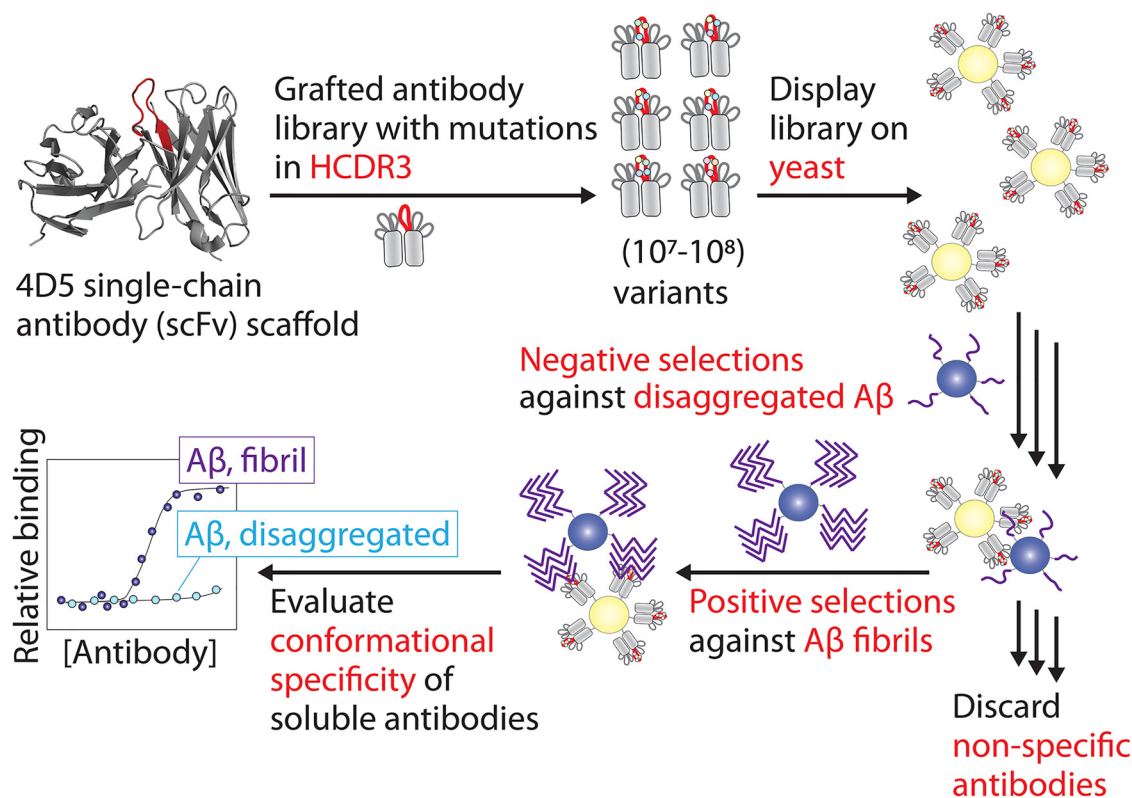 Grafted antibody
library with mutations
in HCDR3
4D5 single-chain
antibody (scFv) scaffold
(10⁷-10⁸)
variants
Display
library on
yeast
Negative selections
against disaggregated Aβ
Discard
non-specific
antibodies
Positive selections
against Aβ fibrils
Evaluate
conformational
specificity of
soluble antibodies
Relative binding
Aβ, fibril
Aβ, disaggregated
[Antibody]